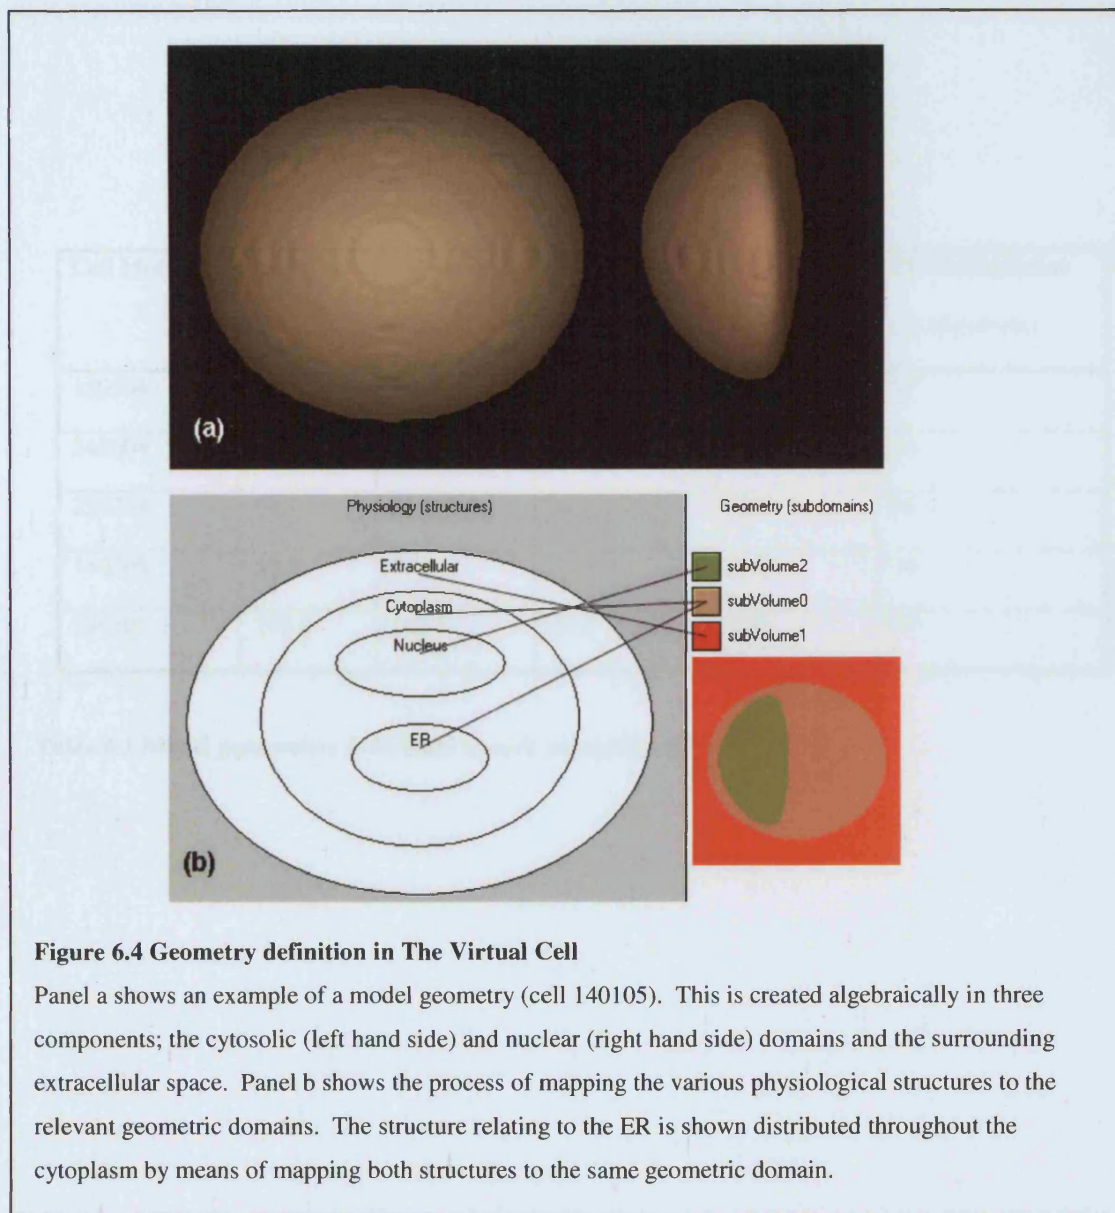 (a)
Physiology (structures)
Geometry (subdomains)
Extracellular
Cytoplasm
Nucleus
ER
subVolume2
subVolume0
subVolume1
(b)
Figure 6.4 Geometry definition in The Virtual Cell
Panel a shows an example of a model geometry (cell 140105). This is created algebraically in three
components; the cytosolic (left hand side) and nuclear (right hand side) domains and the surrounding
extracellular space. Panel b shows the process of mapping the various physiological structures to the
relevant geometric domains. The structure relating to the ER is shown distributed throughout the
cytoplasm by means of mapping both structures to the same geometric domain.